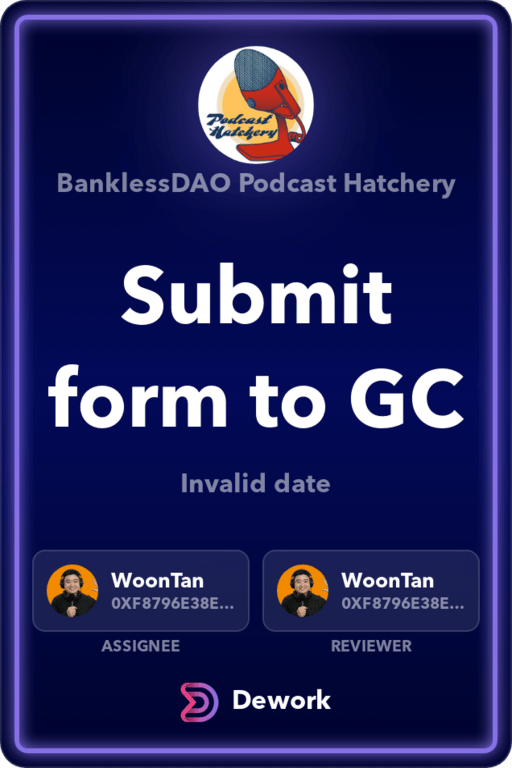 Podcast
Hatchery
BanklessDAO Podcast Hatchery
Submit
form to GC
Invalid date
WoonTan
0XF8796E38E...
ASSIGNEE
WoonTan
0XF8796E38E...
REVIEWER
Dework